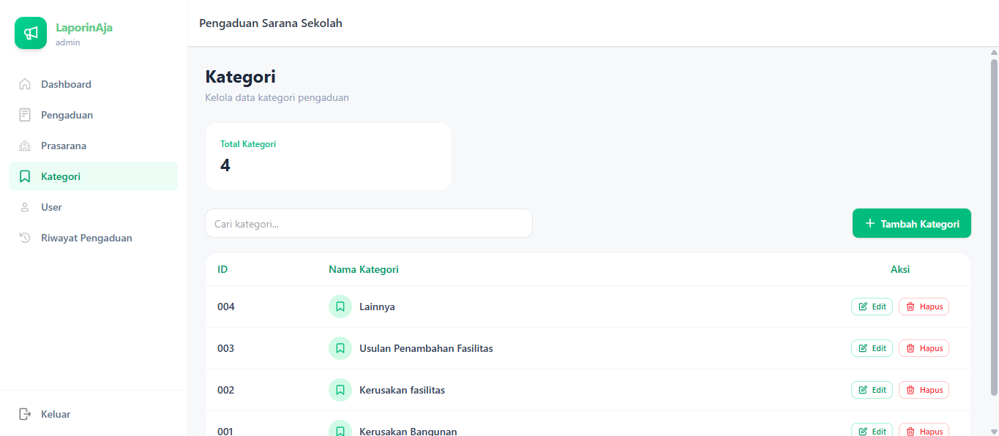 LaporinAja
admin
Dashboard
Pengaduan
Prasarana
Kategori
User
Riwayat Pengaduan
Keluar
Pengaduan Sarana Sekolah
Kategori
Kelola data kategori pengaduan
Total Kategori
4
Cari kategori...
+ Tambah Kategori
ID Nama Kategori Aksi
004 Lainnya Edit Hapus
003 Usulan Penambahan Fasilitas Edit Hapus
002 Kerusakan fasilitas Edit Hapus
001 Kerusakan Bangunan Edit Hapus